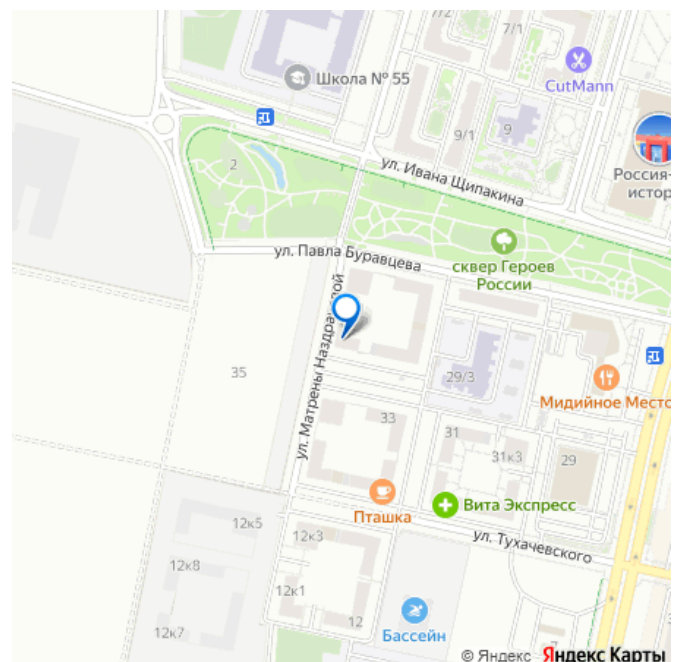 7/2
7/1
Школа № 55
CutMann
9/1
9
2
ул. Ивана Щипакина
Россия-
истор
ул. Павла Буравцева
сквер Героев
России
ул. Матрены Наздрачевой
35
29/3
Мидийное Место
33
31
31к3
29
Вита Экспресс
Пташка
ул. Тухачевского
12к5
12к3
12к8
12к1
12
7
12к7
Бассейн
© Яндекс Яндекс Карты